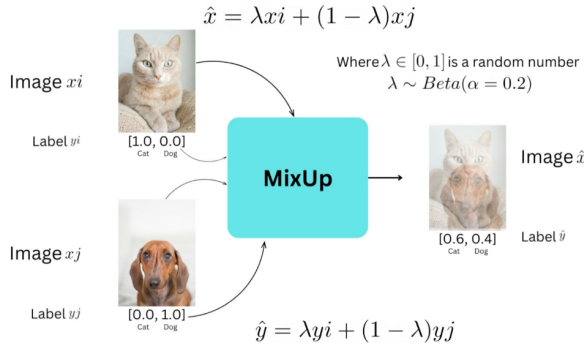 x̂ = λxi + (1 − λ)xj
Where λ ∈ [0, 1] is a random number
λ ∼ Beta(α = 0.2)
Image xi
Label yi
[1.0, 0.0]
Cat Dog
MixUp
Image x̂
[0.6, 0.4]
Cat Dog
Label ŷ
Image xj
Label yj
[0.0, 1.0]
Cat Dog
ŷ = λyi + (1 − λ)yj